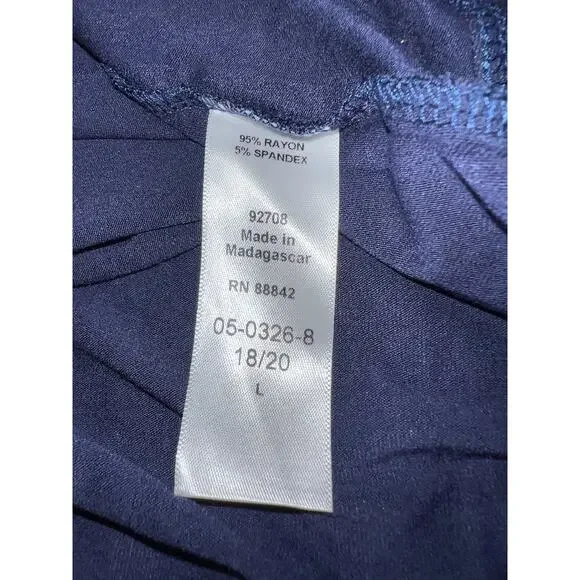 95% RAYON
5% SPANDEX
92708
Made in
Madagascar
RN 88842
05-0326-8
18/20
L